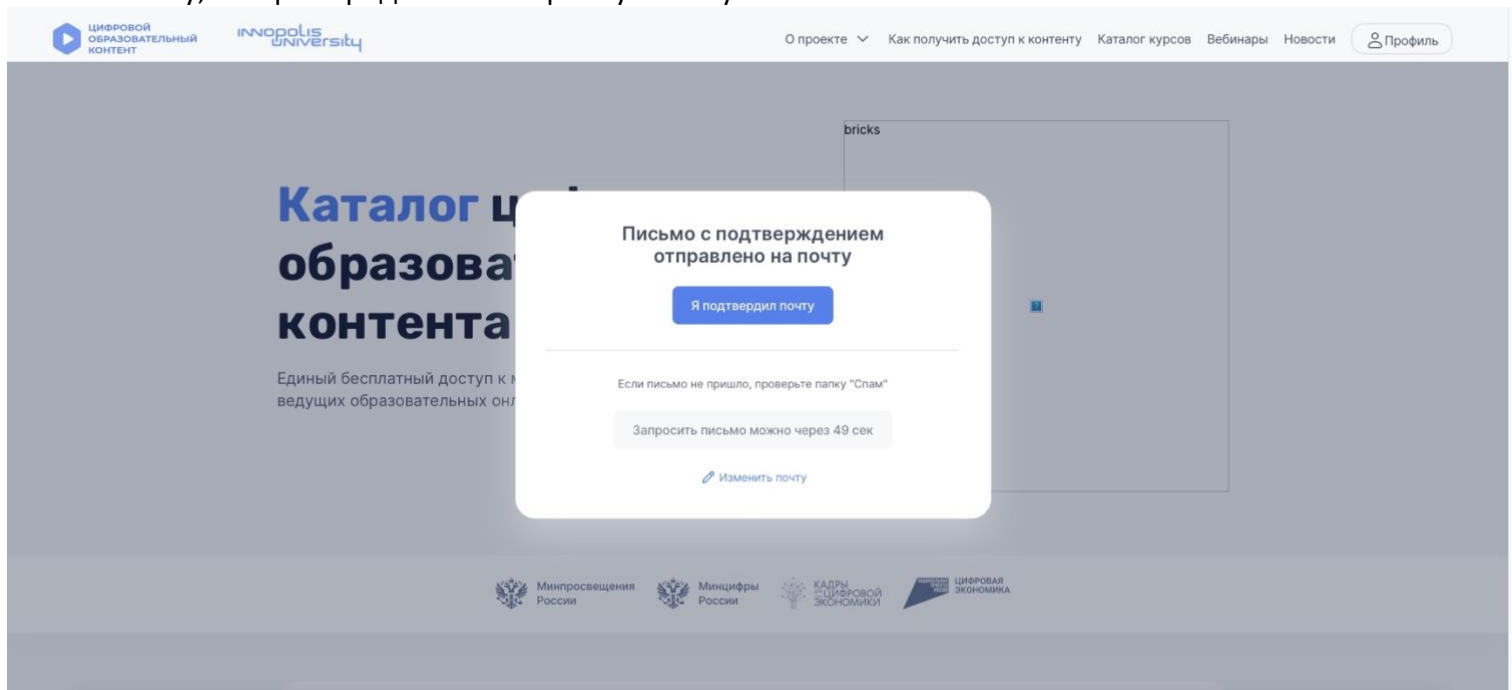 ЦИФРОВОЙ
ОБРАЗОВАТЕЛЬНЫЙ
КОНТЕНТ
INNOPOLIS
UNIVERSITY
О проекте
Как получить доступ к контенту
Каталог курсов
Вебинары
Новости
Профиль
bricks
Каталог
образова
контента
Письмо с подтверждением
отправлено на почту
Я подтвердил почту
Единый бесплатный доступ к
ведущих образовательных
Если письмо не пришло, проверьте папку "Спам"
Запросить письмо можно через 49 сек
Изменить почту
Минпросвещения
России
Минцифры
России
КАДРЫ
ЦИФРОВОЙ
ЭКОНОМИКИ
ЦИФРОВАЯ
ЭКОНОМИКА